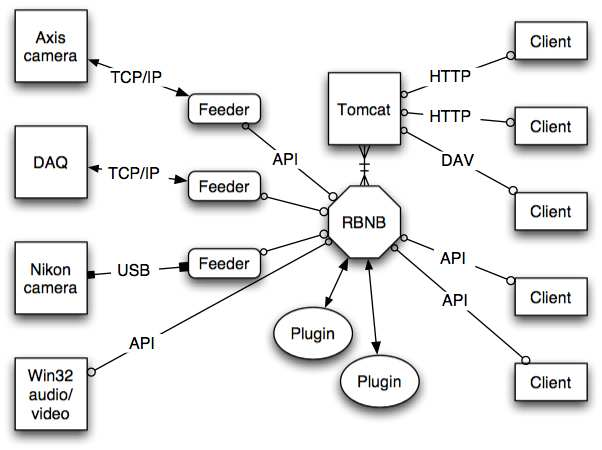 Axis
camera
TCP/IP
Feeder
API
DAQ
TCP/IP
Feeder
Nikon
camera
USB
Feeder
Win32
audio/
video
API
Tomcat
RBNB
Plugin
Plugin
HTTP
Client
HTTP
Client
DAV
Client
API
Client
API
Client